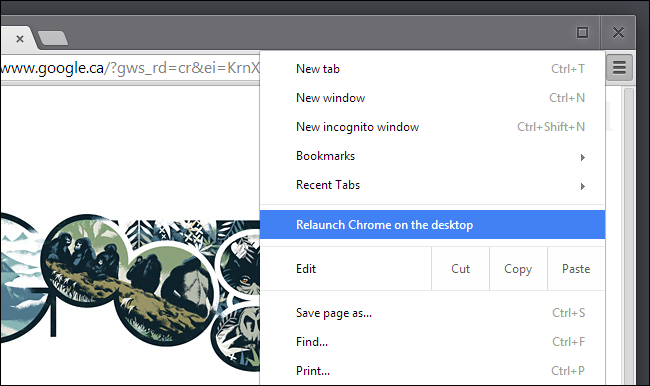 www.google.ca/?gws_rd=cr&ei=KrnX
New tab Ctrl+T
New window Ctrl+N
New incognito window Ctrl+Shift+N
Bookmarks
Recent Tabs
Relaunch Chrome on the desktop
Edit Cut Copy Paste
Save page as... Ctrl+S
Find... Ctrl+F
Print... Ctrl+P